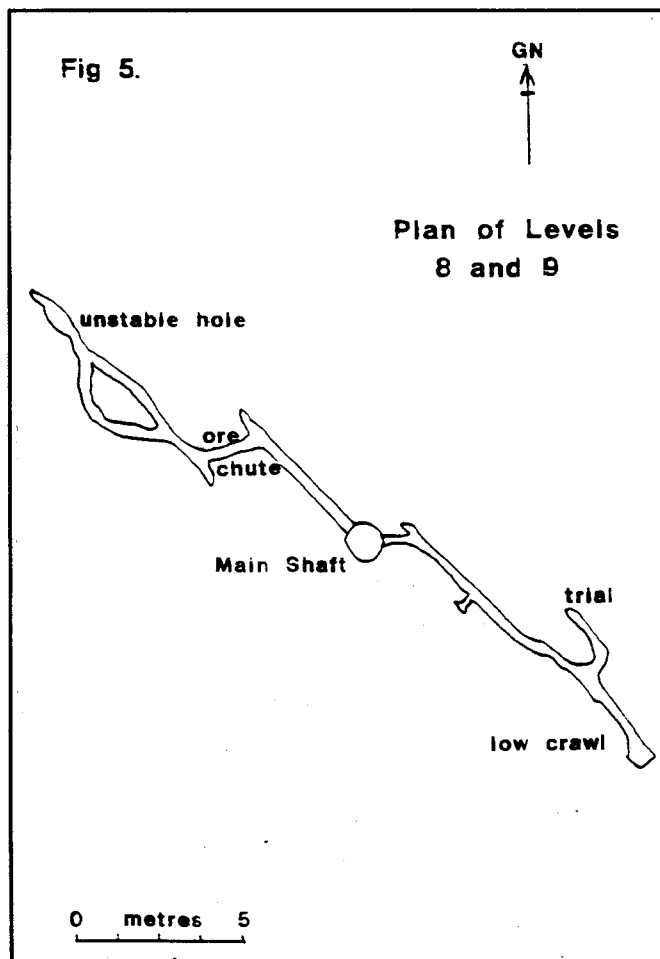 Fig 5.
GN
Plan of Levels
8 and 9
unstable hole
ore
chute
Main Shaft
trial
low crawl
0 metres 5